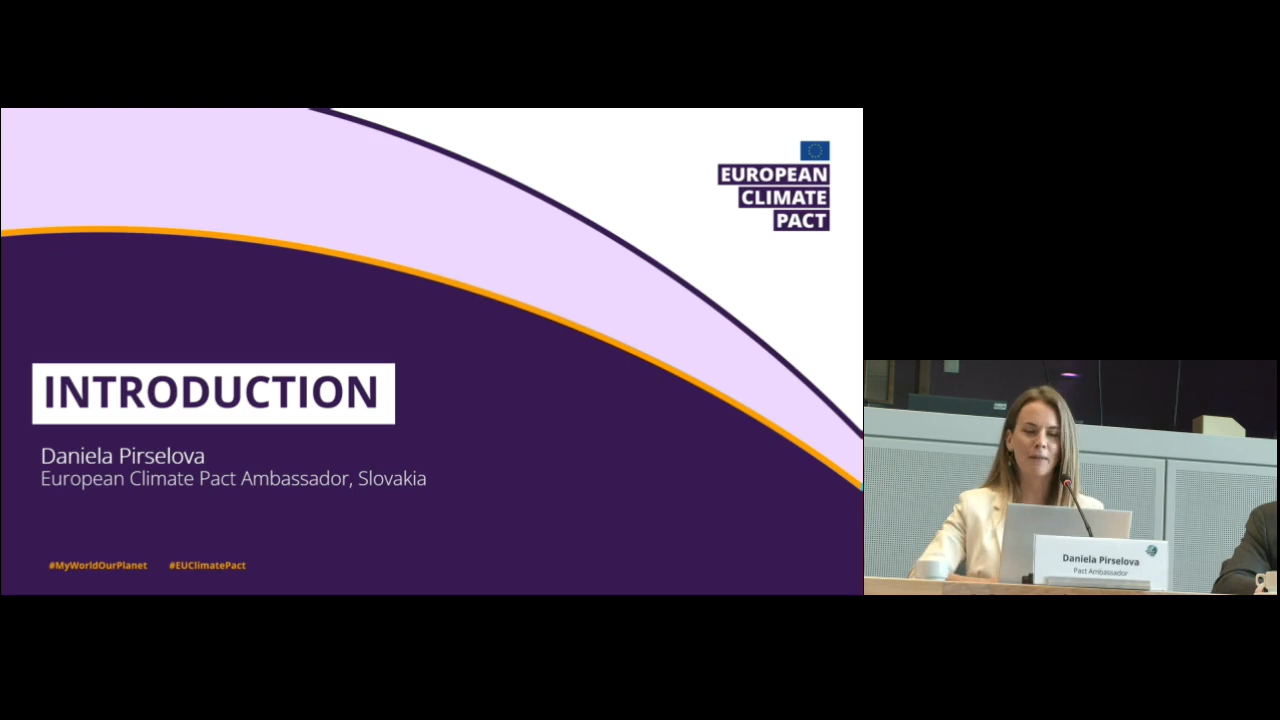 EUROPEAN
CLIMATE
PACT
INTRODUCTION
Daniela Pirselova
European Climate Pact Ambassador, Slovakia
#MyWorldOurPlanet #EUClimatePact
Daniela Pirselova
Pact Ambassador